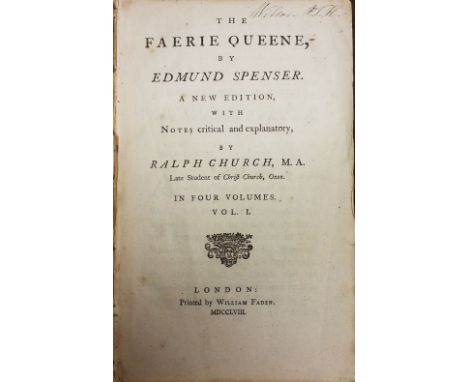 THE
FAERIE QUEENE,
BY
EDMUND SPENSER.
A NEW EDITION,
WITH
NOTES critical and explanatory,
BY
RALPH CHURCH, M.A.
Late Student of Christ Church, Oxon.
IN FOUR VOLUMES.
VOL. I.
LONDON:
Printed by WILLIAM FADEN.
MDCCLVIII.